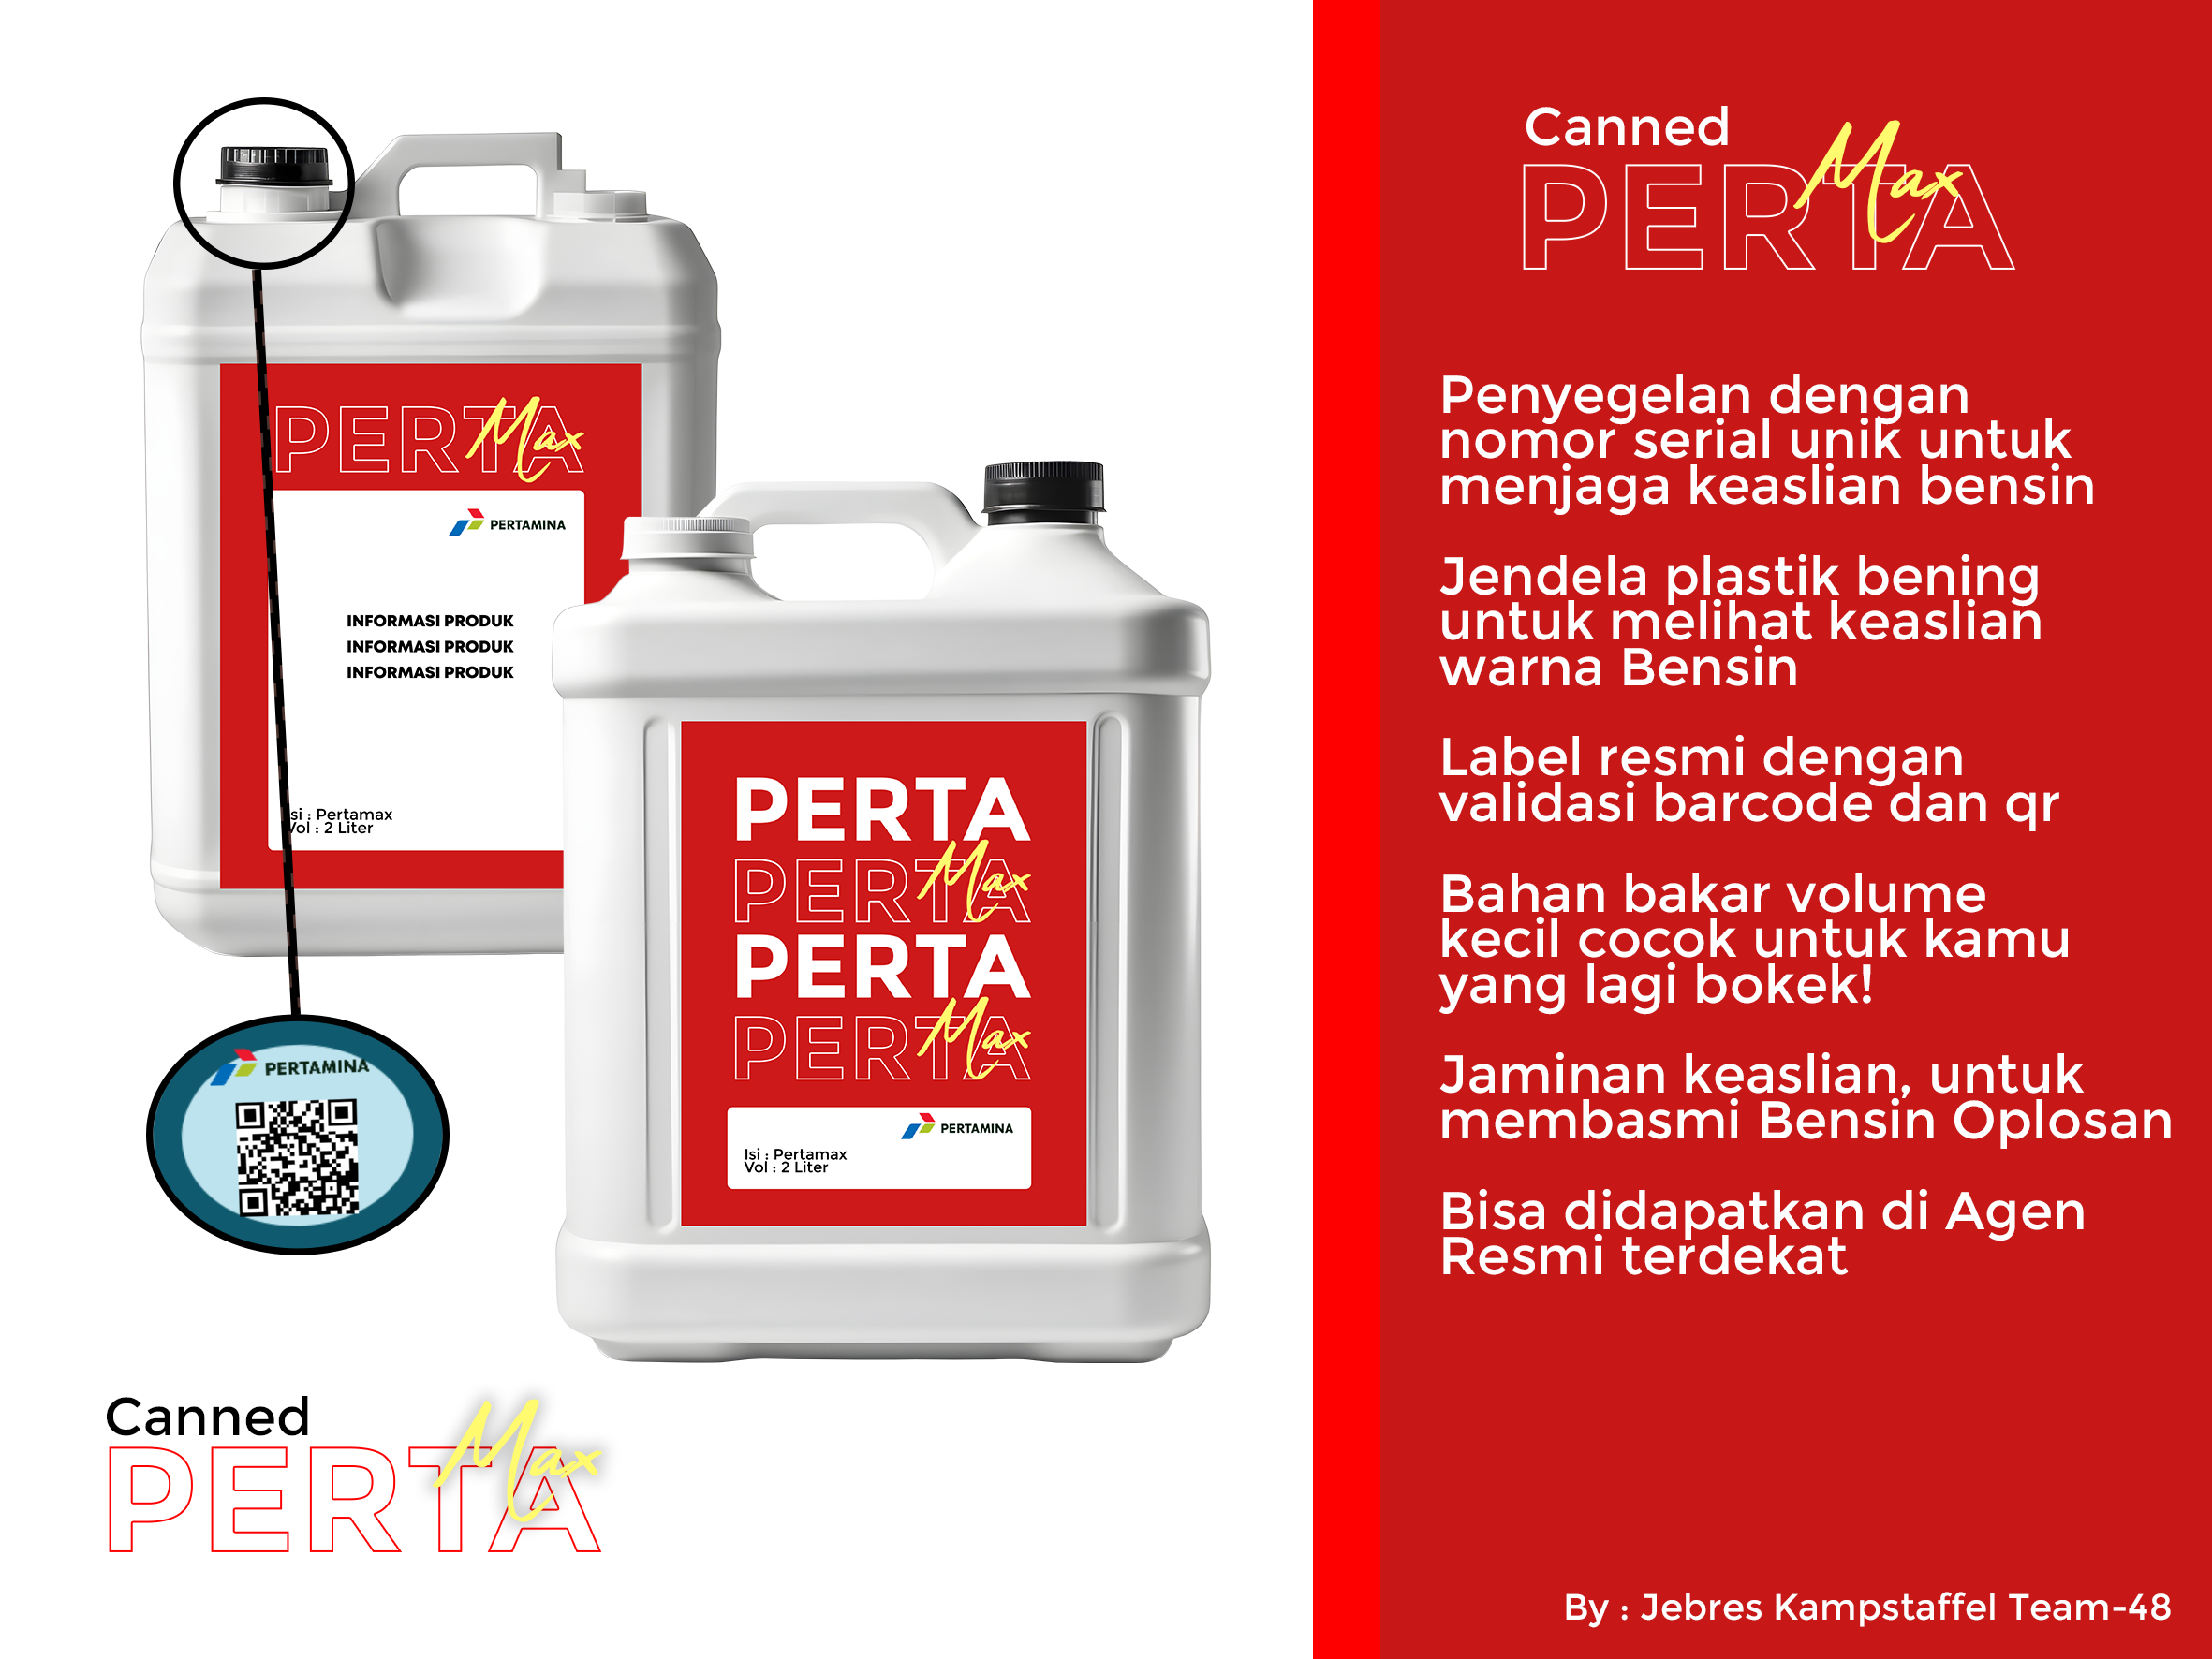 PERTA
Max
PERTAMINA
INFORMASI PRODUK
INFORMASI PRODUK
INFORMASI PRODUK
Isi : Pertamax
Vol : 2 Liter
PERTAMINA
PERTA
PERTA
Max
PERTA
PERTA
Max
PERTAMINA
Isi : Pertamax
Vol : 2 Liter
Canned
PERTA
Max
Canned
PERTA
Max
Penyegelan dengan
nomor serial unik untuk
menjaga keaslian bensin
Jendela plastik bening
untuk melihat keaslian
warna Bensin
Label resmi dengan
validasi barcode dan qr
Bahan bakar volume
kecil cocok untuk kamu
yang lagi bokek!
Jaminan keaslian, untuk
membasmi Bensin Oplosan
Bisa didapatkan di Agen
Resmi terdekat
By : Jebres Kampstaffel Team-48